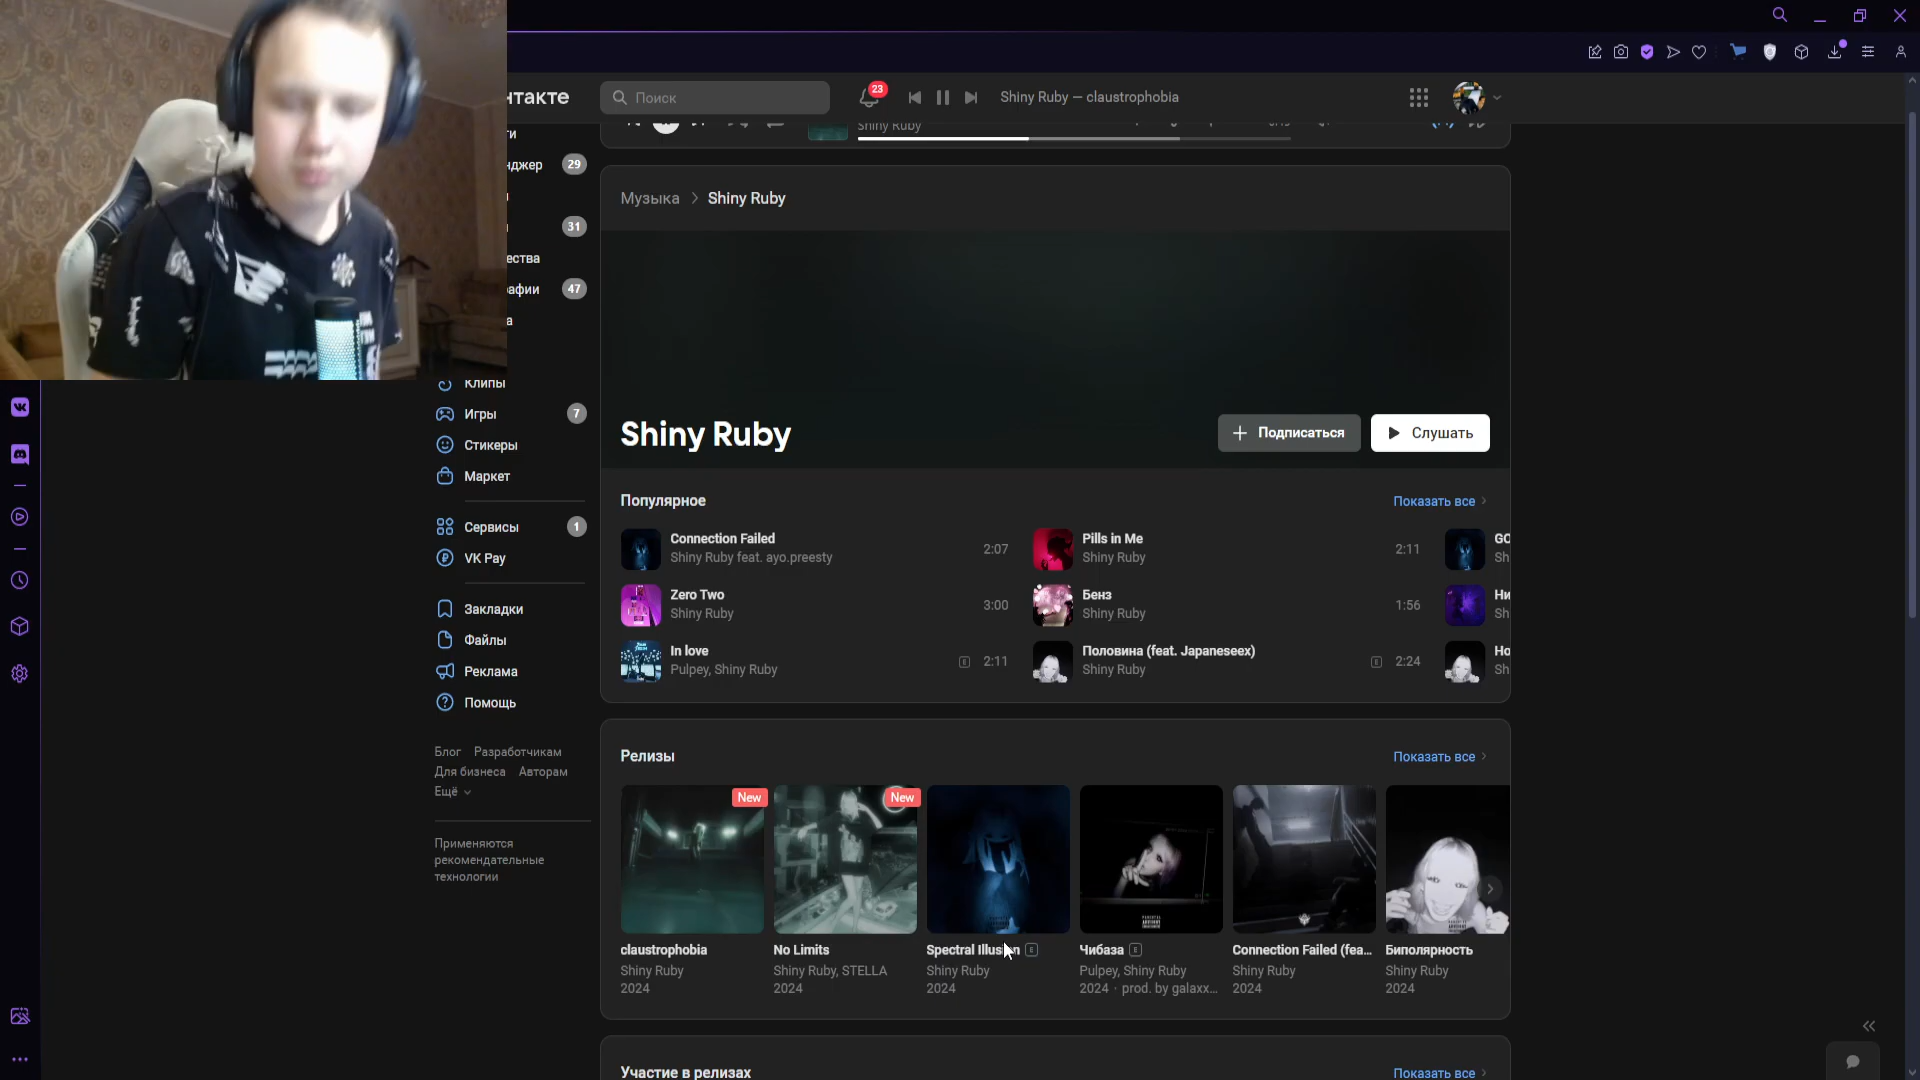 нтакте
Поиск
23
Shiny Ruby — claustrophobia
Shiny Ruby
нджер
29
31
ества
афии
47
Клипы
Игры
7
Стикеры
Маркет
Сервисы
1
VK Pay
Закладки
Файлы
Реклама
Помощь
Блог Разработчикам
Для бизнеса Авторам
Ещё
Применяются
рекомендательные
технологии
Музыка > Shiny Ruby
Shiny Ruby
+ Подписаться
Слушать
Популярное
Показать все
Connection Failed
Shiny Ruby feat. ayo.preesty
2:07
Pills in Me
Shiny Ruby
2:11
GO
Sh
Zero Two
Shiny Ruby
3:00
Бенз
Shiny Ruby
1:56
Ни
Sh
In love
Pulpey, Shiny Ruby
E 2:11
Половина (feat. Japaneseex)
Shiny Ruby
E 2:24
Но
Sh
Релизы
Показать все
New
New
claustrophobia
Shiny Ruby
2024
No Limits
Shiny Ruby, STELLA
2024
Spectral Illusion E
Shiny Ruby
2024
Чибаза E
Pulpey, Shiny Ruby
2024 · prod. by galaxx...
Connection Failed (fea...
Shiny Ruby
2024
Биполярность
Shiny Ruby
2024
Участие в релизах
Показать все